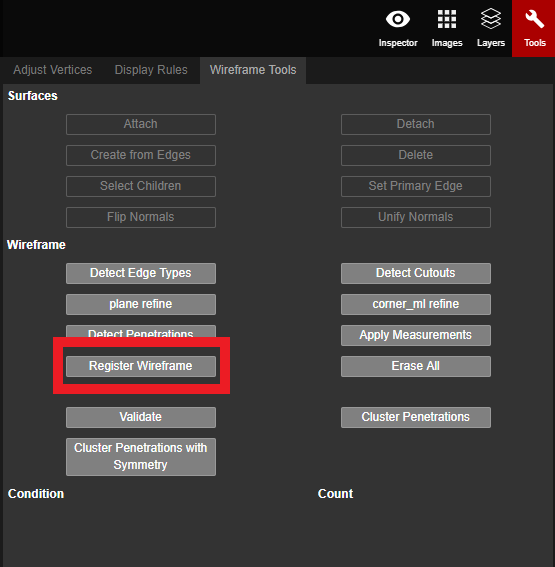 Inspector Images Layers Tools
Adjust Vertices Display Rules Wireframe Tools
Surfaces
Attach Detach
Create from Edges Delete
Select Children Set Primary Edge
Flip Normals Unify Normals
Wireframe
Detect Edge Types Detect Cutouts
plane refine corner_ml refine
Detect Penetrations Apply Measurements
Register Wireframe Erase All
Validate Cluster Penetrations
Cluster Penetrations with
Symmetry
Condition Count